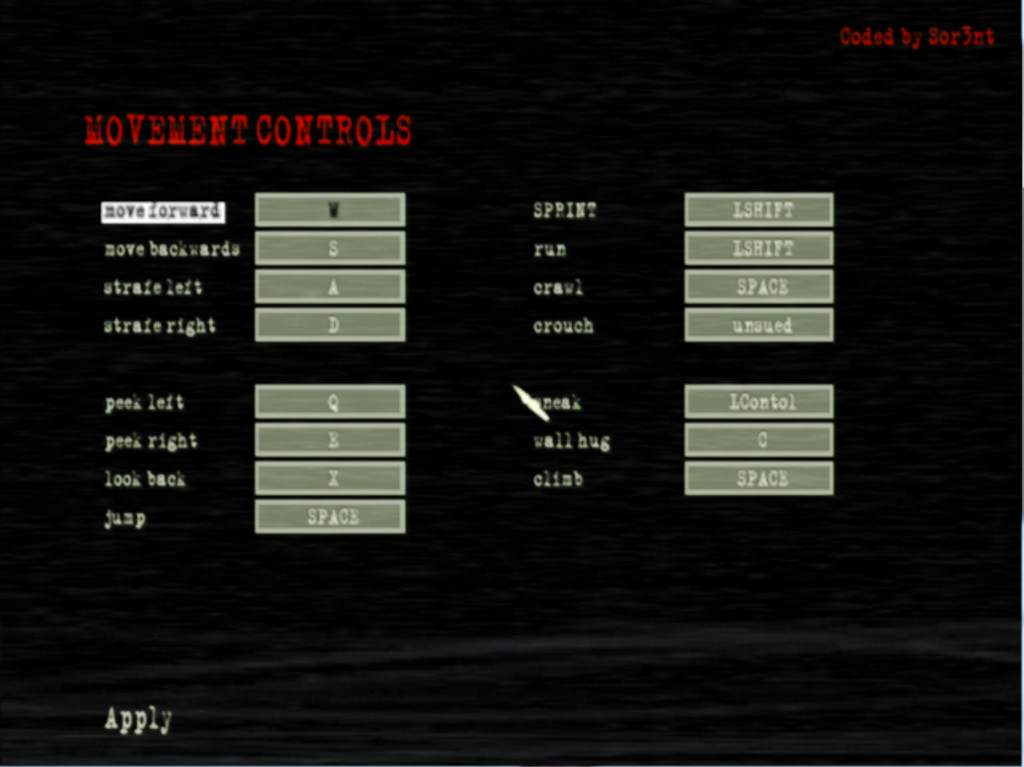 Coded by Sor3nt
MOVEMENT CONTROLS
move forward W
move backwards S
strafe left A
strafe right D
peek left Q
peek right E
look back X
jump SPACE
SPRINT LSHIFT
run LSHIFT
crawl SPACE
crouch unsued
sneak LContol
wall hug C
climb SPACE
Apply